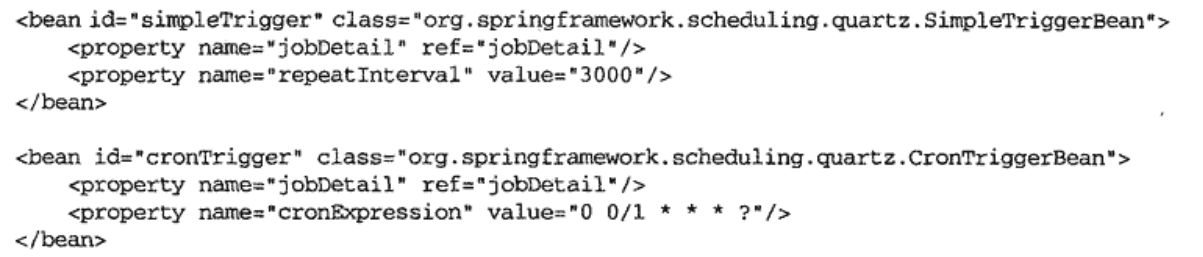 <bean id="simpleTrigger" class="org.springframework.scheduling.quartz.SimpleTriggerBean">
    <property name="jobDetail" ref="jobDetail"/>
    <property name="repeatInterval" value="3000"/>
</bean>

<bean id="cronTrigger" class="org.springframework.scheduling.quartz.CronTriggerBean">
    <property name="jobDetail" ref="jobDetail"/>
    <property name="cronExpression" value="0 0/1 * * * ?"/>
</bean>